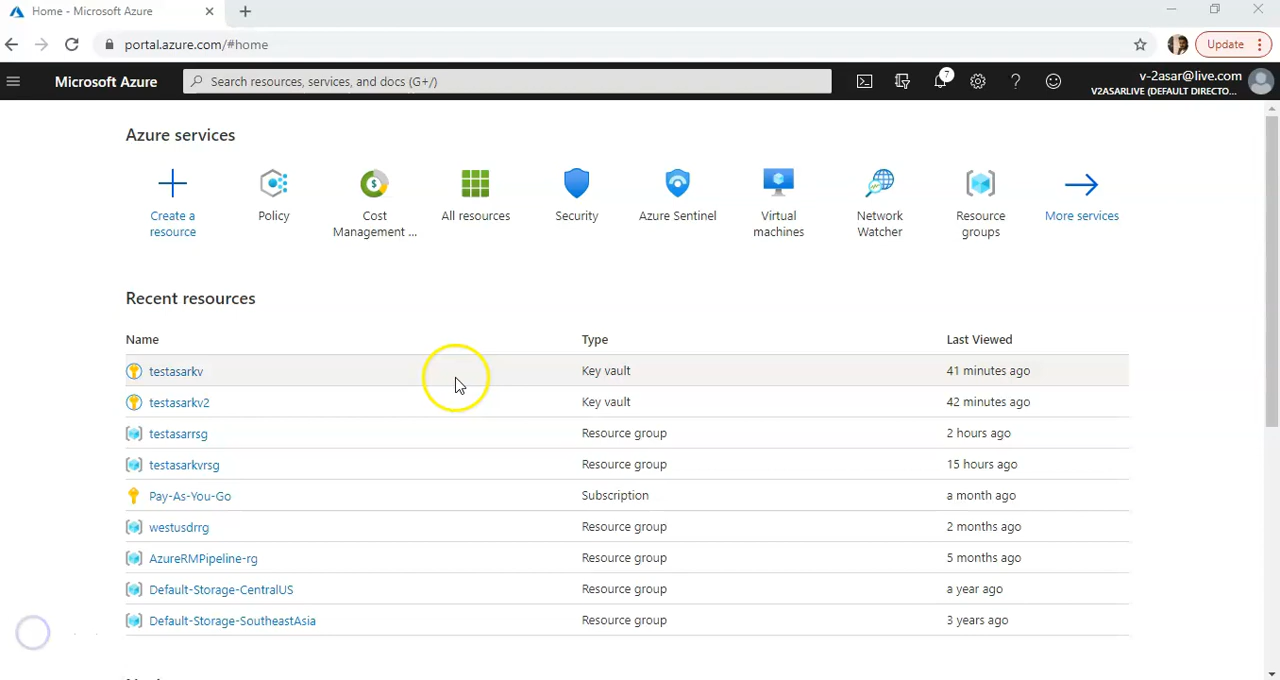 Home - Microsoft Azure
portal.azure.com/#home
Update
Microsoft Azure
Search resources, services, and docs (G+/)
7
v-2asar@live.com
V2ASARLIVE (DEFAULT DIRECTO...
Azure services
Create a resource
Policy
Cost Management ...
All resources
Security
Azure Sentinel
Virtual machines
Network Watcher
Resource groups
More services
Recent resources
Name Type Last Viewed
testasarkv Key vault 41 minutes ago
testasarkv2 Key vault 42 minutes ago
testasarrsg Resource group 2 hours ago
testasarkvrsg Resource group 15 hours ago
Pay-As-You-Go Subscription a month ago
westusdrrg Resource group 2 months ago
AzureRMPipeline-rg Resource group 5 months ago
Default-Storage-CentralUS Resource group a year ago
Default-Storage-SoutheastAsia Resource group 3 years ago